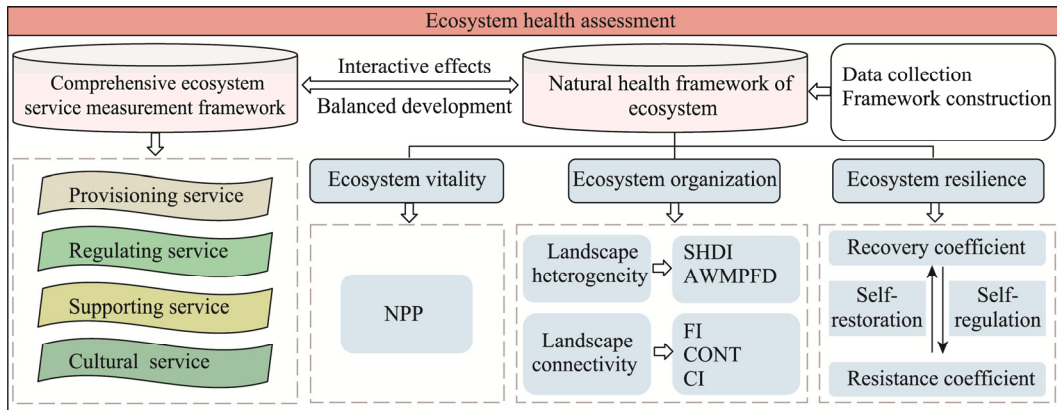 Ecosystem health assessment
Comprehensive ecosystem
service measurement framework
Interactive effects
Balanced development
Natural health framework of
ecosystem
Data collection
Framework construction
Provisioning service
Regulating service
Supporting service
Cultural service
Ecosystem vitality
NPP
Ecosystem organization
Landscape
heterogeneity
SHDI
AWMPFD
Landscape
connectivity
FI
CONT
CI
Ecosystem resilience
Recovery coefficient
Self-
restoration
Self-
regulation
Resistance coefficient